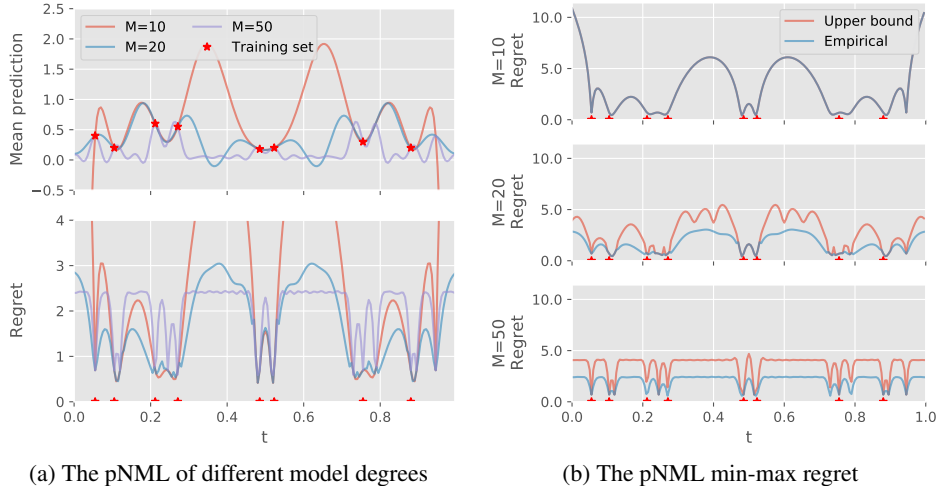 M=10
M=20
M=50
Training set
Mean prediction
2.5
2.0
1.5
1.0
0.5
0.0
−0.5
Regret
4
3
2
1
0
0.0 0.2 0.4 0.6 0.8
t
(a) The pNML of different model degrees
Upper bound
Empirical
M=10
Regret
10.0
5.0
0.0
M=20
Regret
10.0
5.0
0.0
M=50
Regret
10.0
5.0
0.0
0.0 0.2 0.4 0.6 0.8 1.0
t
(b) The pNML min-max regret